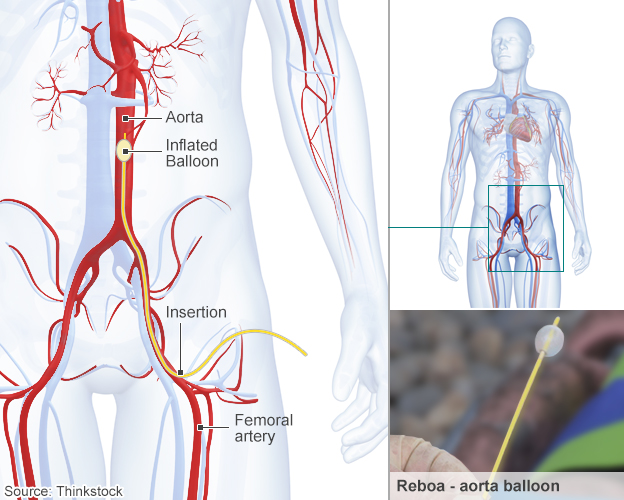 Aorta
Inflated
Balloon
Insertion
Femoral
artery
Source: Thinkstock
Reboa - aorta balloon